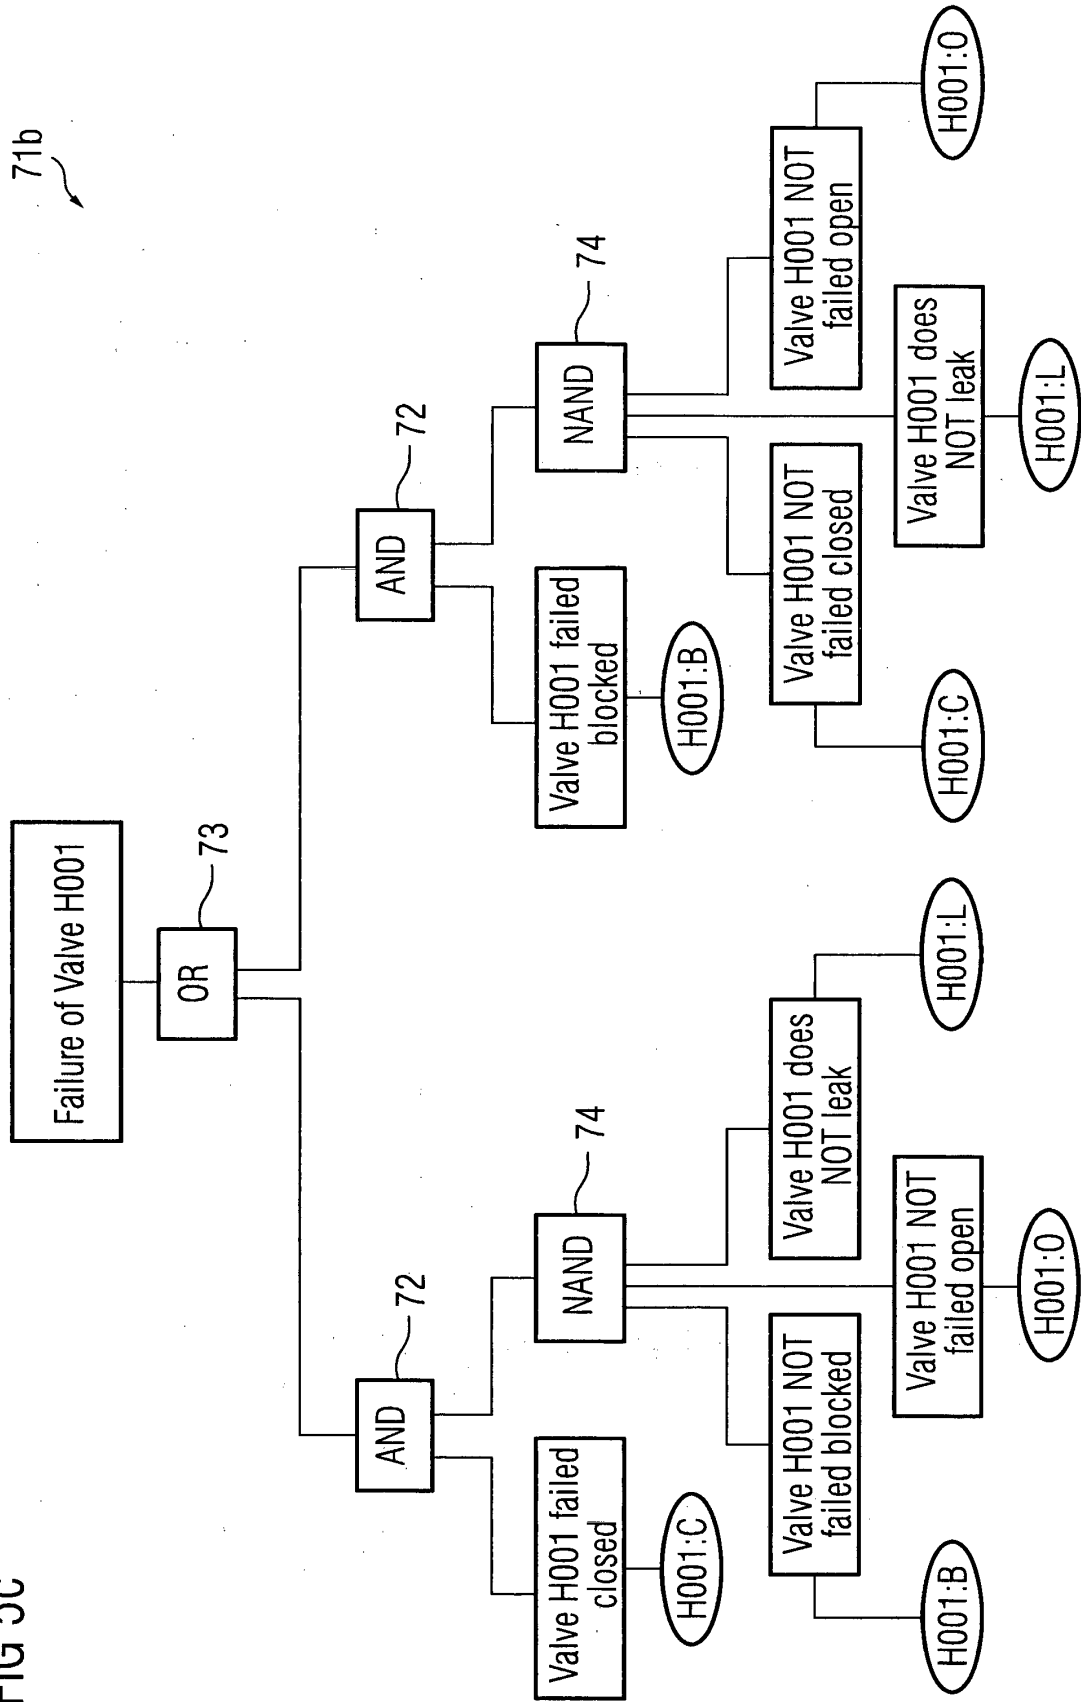 FIG 5c
71b
Failure of Valve H001
OR
73
AND
72
AND
72
Valve H001 failed
closed
H001:C
NAND
74
Valve H001 failed
blocked
H001:B
NAND
74
Valve H001 NOT
failed blocked
H001:B
Valve H001 NOT
failed open
H001:O
Valve H001 does
NOT leak
H001:L
Valve H001 NOT
failed closed
H001:C
Valve H001 does
NOT leak
H001:L
Valve H001 NOT
failed open
H001:O